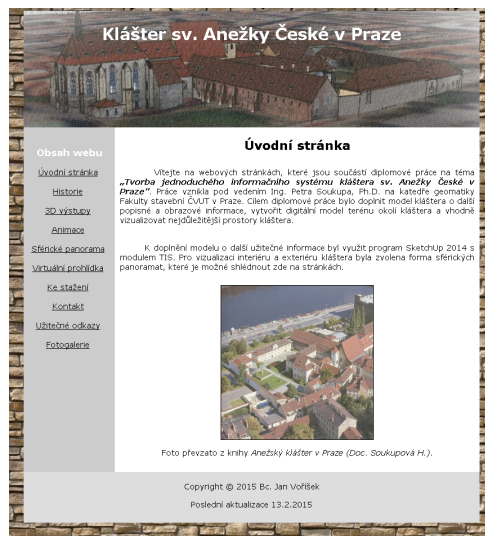 Klášter sv. Anežky České v Praze
Obsah webu
Úvodní stránka
Historie
3D výstupy
Animace
Sférické panorama
Virtuální prohlídka
Ke stažení
Kontakt
Užitečné odkazy
Fotogalerie
Úvodní stránka
Vítejte na webových stránkách, které jsou součástí diplomové práce na téma
„Tvorba jednoduchého informačního systému kláštera sv. Anežky České v
Praze”. Práce vznikla pod vedením Ing. Petra Soukupa, Ph.D. na katedře geomatiky
Fakulty stavební ČVUT v Praze. Cílem diplomové práce bylo doplnit model kláštera o další
popisné a obrazové informace, vytvořit digitální model terénu okolí kláštera a vhodně
vizualizovat nejdůležitější prostory kláštera.
K doplnění modelu o další užitečné informace byl využit program SketchUp 2014 s
modulem TIS. Pro vizualizaci interiéru a exteriéru kláštera byla zvolena forma sférických
panoramat, které je možné shlédnout zde na stránkách.
Foto převzato z knihy Anežský klášter v Praze (Doc. Soukupová H.).
Copyright © 2015 Bc. Jan Voříšek
Poslední aktualizace 13.2.2015